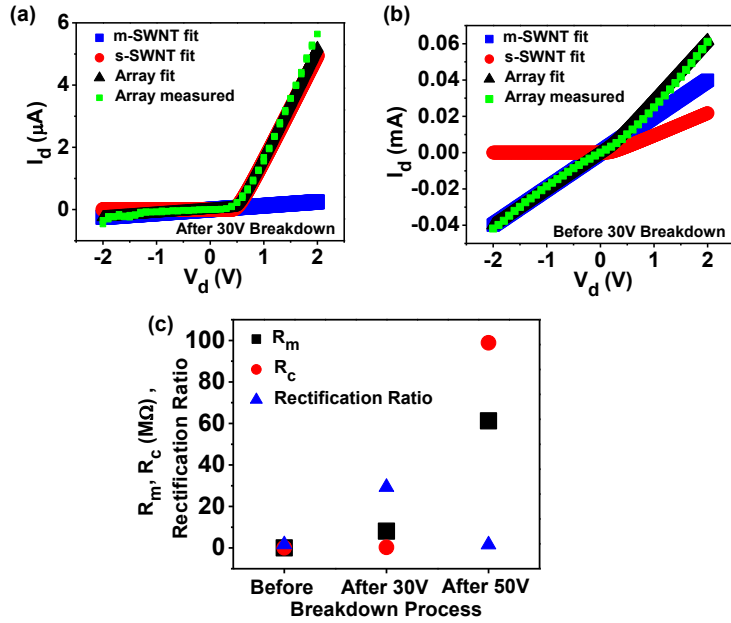 (a)
6
4
2
0
I_d (μA)
m-SWNT fit
s-SWNT fit
Array fit
Array measured
After 30V Breakdown
-2 -1 0 1 2
V_d (V)
(b)
0.06
0.04
0.02
0.00
-0.02
-0.04
I_d (mA)
m-SWNT fit
s-SWNT fit
Array fit
Array measured
Before 30V Breakdown
-2 -1 0 1 2
V_d (V)
(c)
100
80
60
40
20
0
R_m, R_c (MΩ) ,
Rectification Ratio
R_m
R_c
Rectification Ratio
Before After 30V After 50V
Breakdown Process